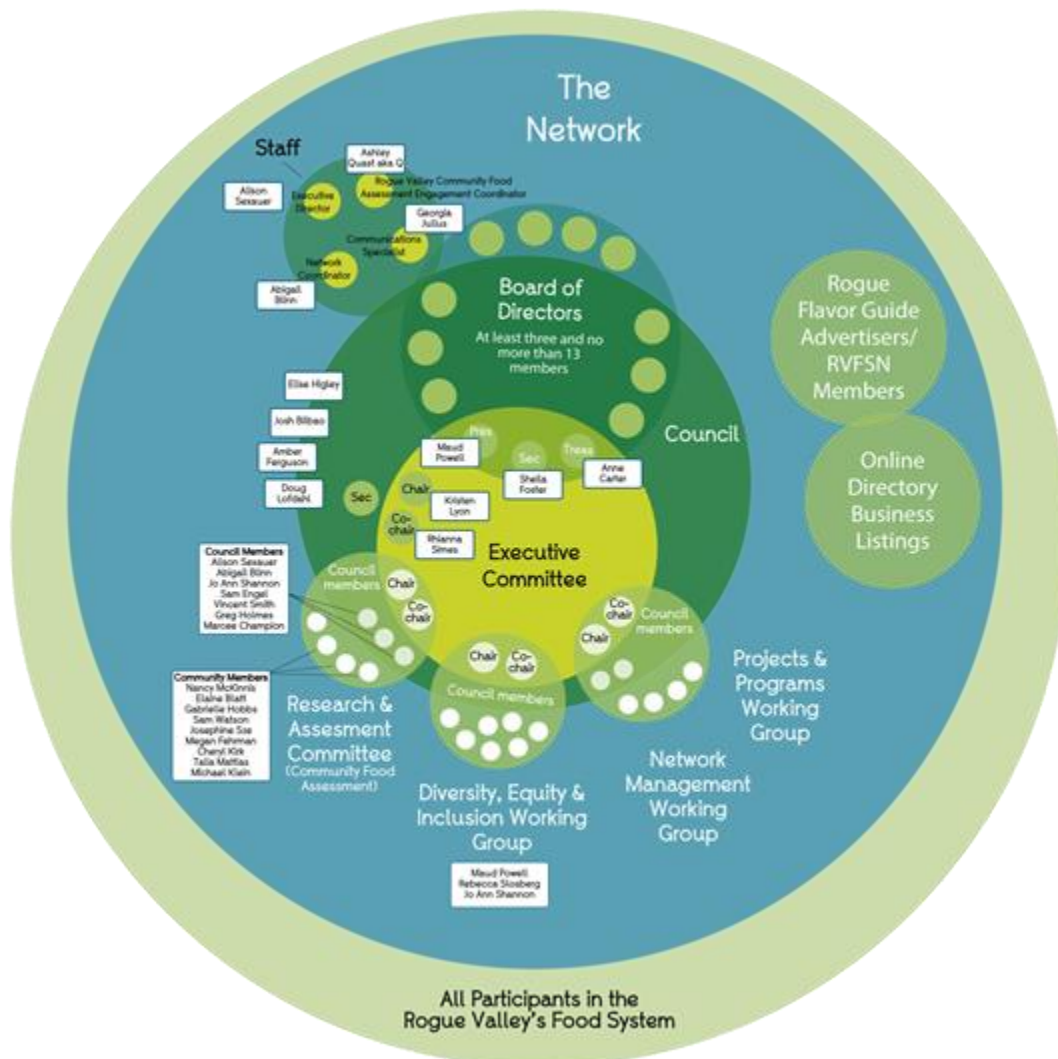 The
Network
Staff
Ashley
Quast aka Q
Rogue Valley Community Food
Assessment Engagement Coordinator
Alison
Sexauer
Executive
Director
Georgia
Julius
Communications
Specialist
Network
Coordinator
Abigail
Blinn
Board of
Directors
At least three and no
more than 13
members
Rogue
Flavor Guide
Advertisers/
RVFSN
Members
Online
Directory
Business
Listings
Council
Elise Higley
Josh Bilbao
Amber
Ferguson
Doug
Lofdahl
Sec
Pres
Maud
Powell
Sec
Sheila
Foster
Treas
Anne
Carter
Chair
Kristen
Lyon
Co-
chair
Rhianna
Simes
Executive
Committee
Council Members
Alison Sexauer
Abigail Blinn
Jo Ann Shannon
Sam Engel
Vincent Smith
Greg Holmes
Marcee Champion
Council
members
Chair
Co-
chair
Community Members
Nancy McKinnis
Elaine Blatt
Gabrielle Hobbs
Sam Watson
Josephine Sze
Megan Fehrman
Cheryl Kirk
Talia Matties
Michael Klein
Research &
Assesment
Committee
(Community Food
Assessment)
Chair
Co-
chair
Council members
Diversity, Equity &
Inclusion Working
Group
Maud Powell
Rebecca Slosberg
Jo Ann Shannon
Co-
chair
Chair
Council
members
Projects &
Programs
Working
Group
Network
Management
Working
Group
All Participants in the
Rogue Valley's Food System